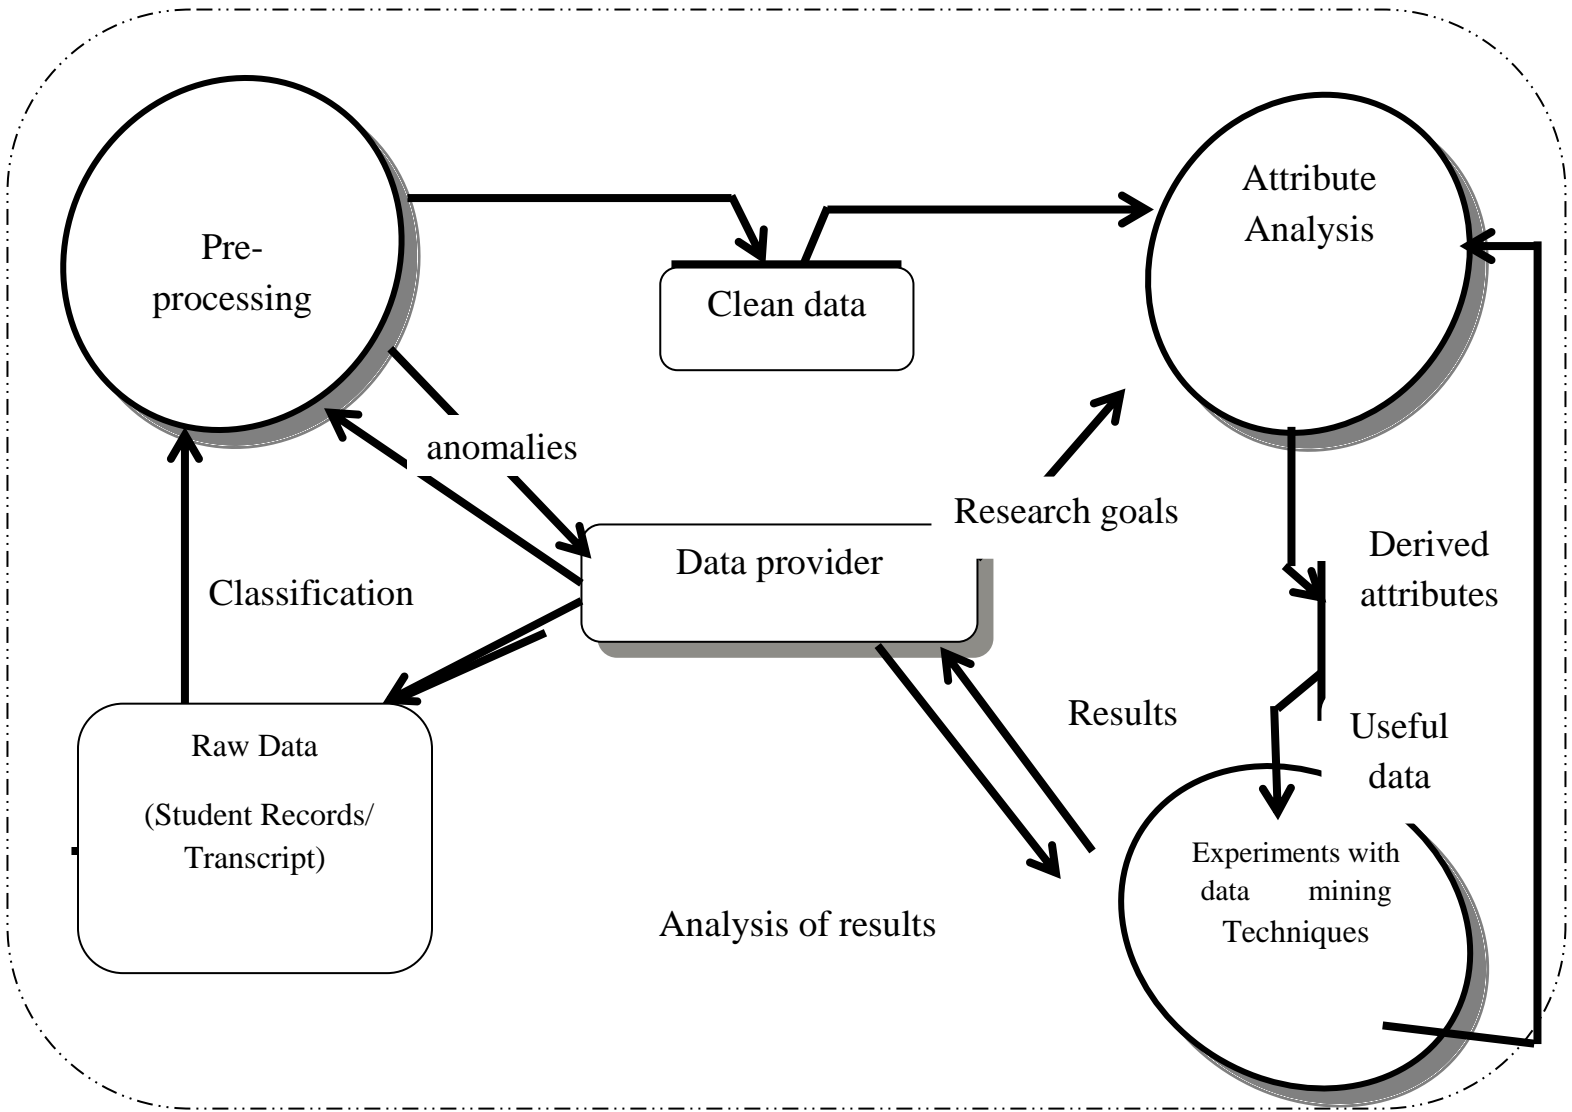 Pre-
processing
Attribute
Analysis
Clean data
anomalies
Research goals
Data provider
Derived
attributes
Classification
Results
Useful
data
Raw Data
(Student Records/
Transcript)
Experiments with
data mining
Techniques
Analysis of results